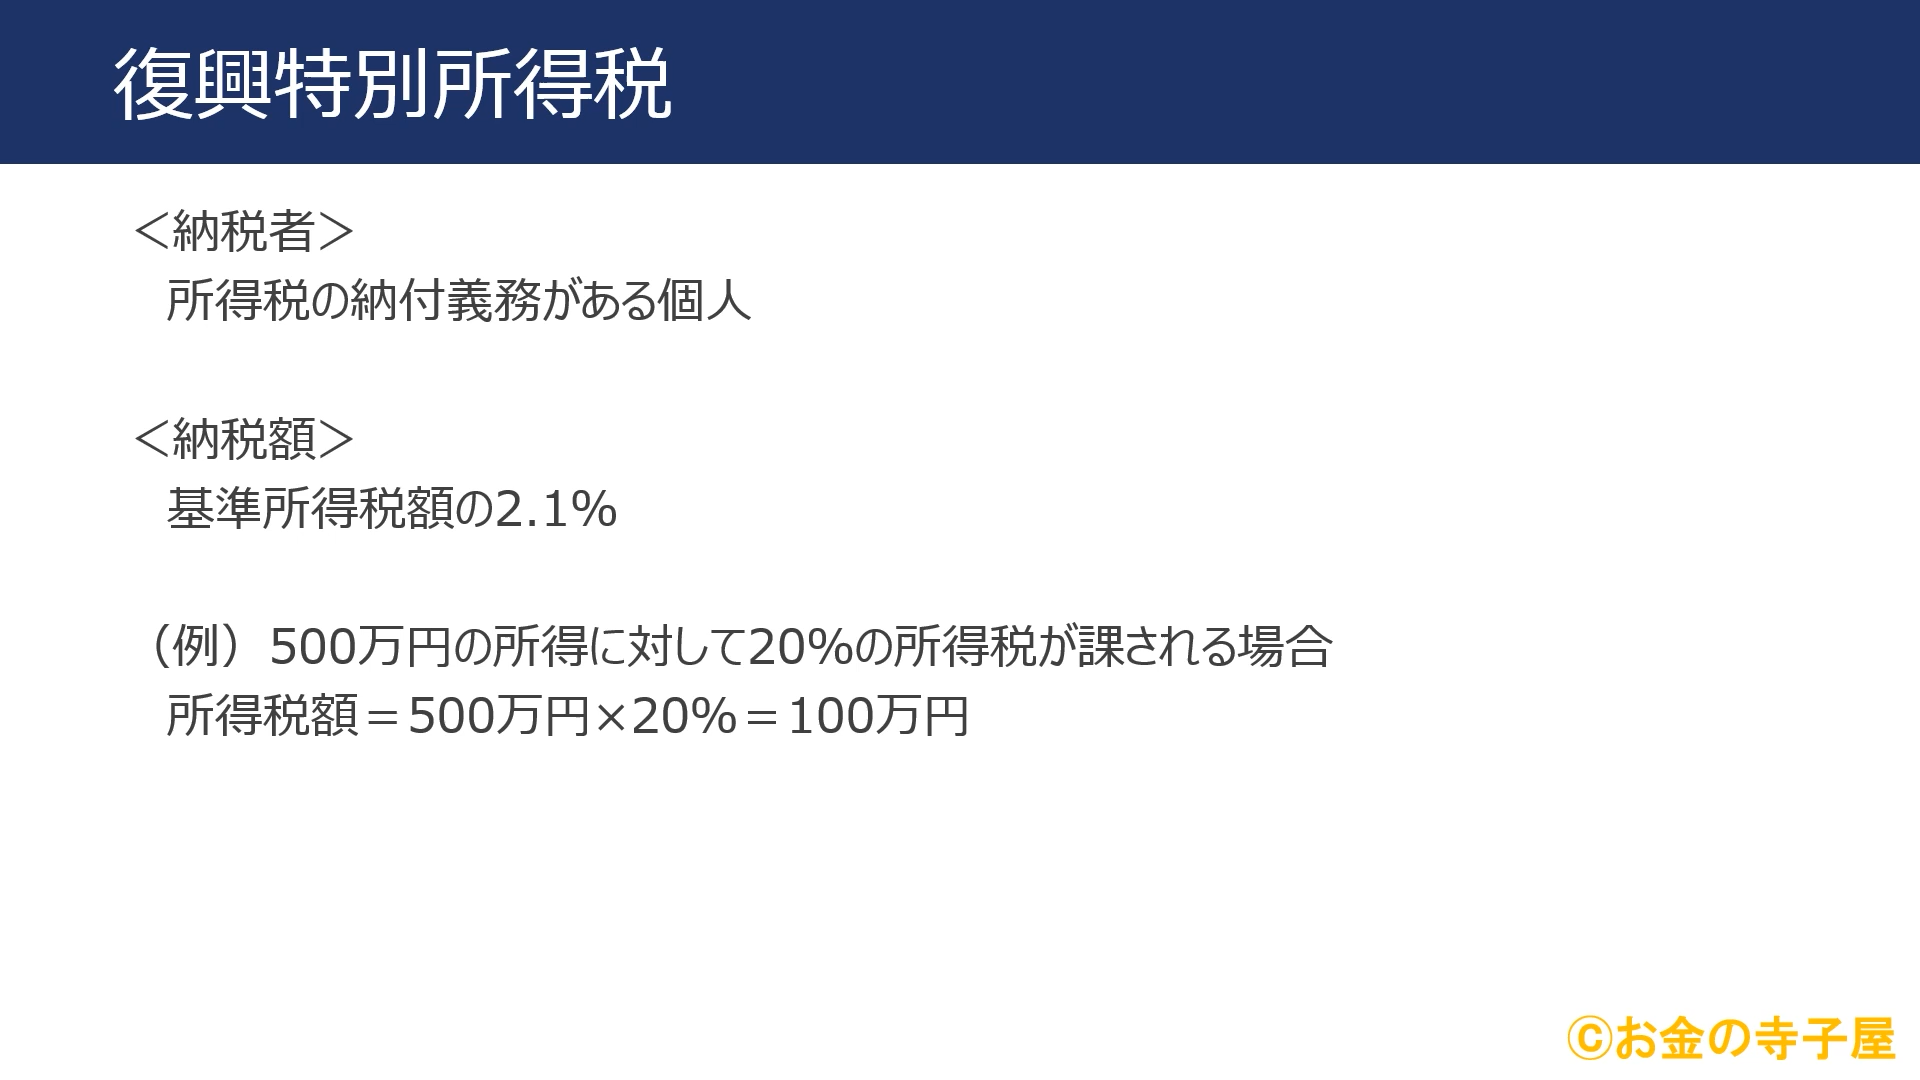 復興特別所得税
＜納税者＞
所得税の納付義務がある個人
＜納税額＞
基準所得税額の2.1%
（例）500万円の所得に対して20%の所得税が課される場合
所得税額＝500万円×20%＝100万円
©お金の寺子屋